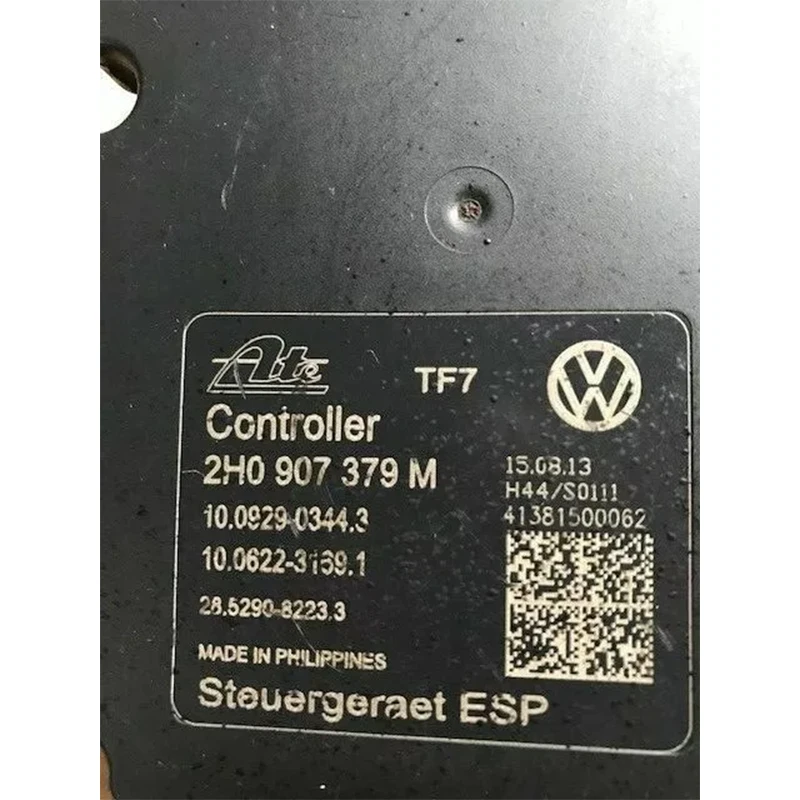 Ate
TF7
VW
Controller
2H0 907 379 M
10.0929-0344.3
10.0622-3169.1
28.5290-8223.3
MADE IN PHILIPPINES
Steuergeraet ESP
15.08.13
H44/S0111
41381500062